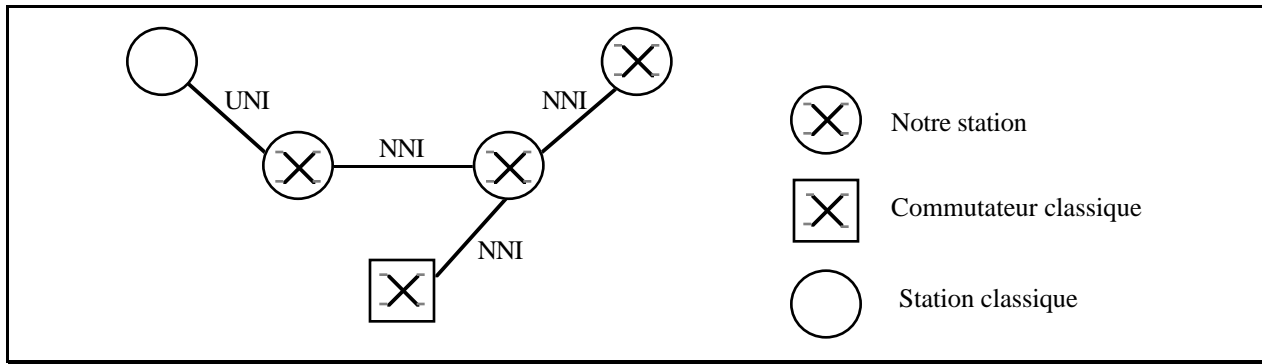 UNI
NNI
NNI
NNI
Notre station
Commutateur classique
Station classique